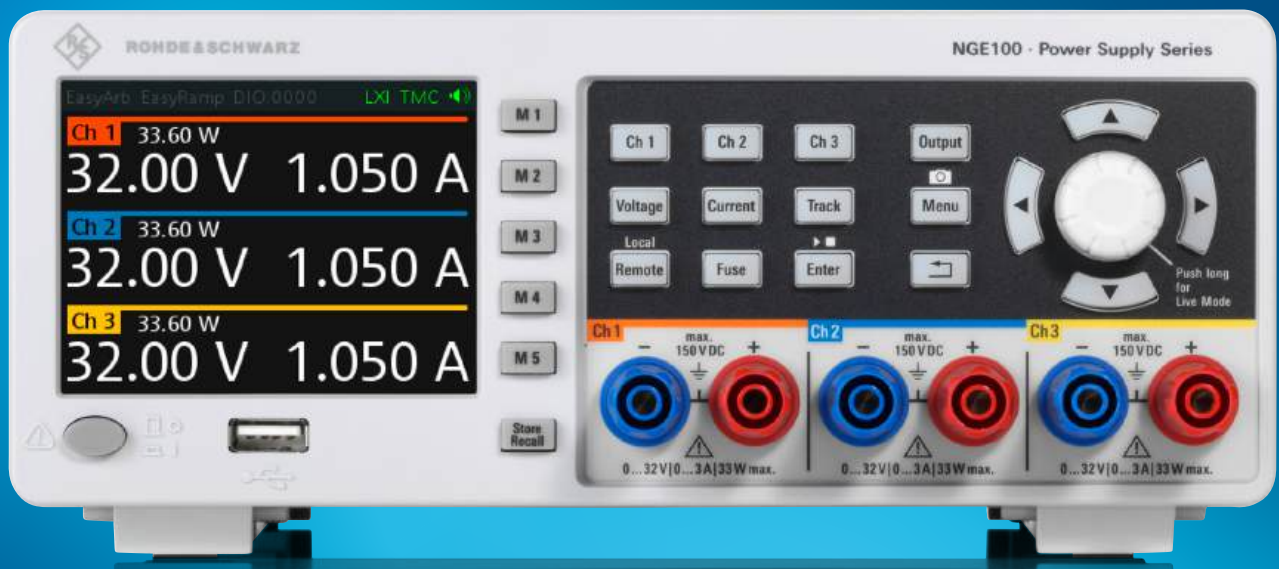 ROHDE&SCHWARZ
NGE100 · Power Supply Series
EasyArb EasyRamp DIO:0000 LXI TMC
Ch 1 33.60 W
32.00 V 1.050 A
Ch 2 33.60 W
32.00 V 1.050 A
Ch 3 33.60 W
32.00 V 1.050 A
M 1
M 2
M 3
M 4
M 5
Store
Recall
Ch 1 Ch 2 Ch 3 Output
Voltage Current Track Menu
Local
Remote Fuse Enter
Push long
for
Live Mode
Ch 1
max.
150 V DC
− +
0...32 V|0...3 A|33 W max.
Ch 2
max.
150 V DC
− +
0...32 V|0...3 A|33 W max.
Ch 3
max.
150 V DC
− +
0...32 V|0...3 A|33 W max.